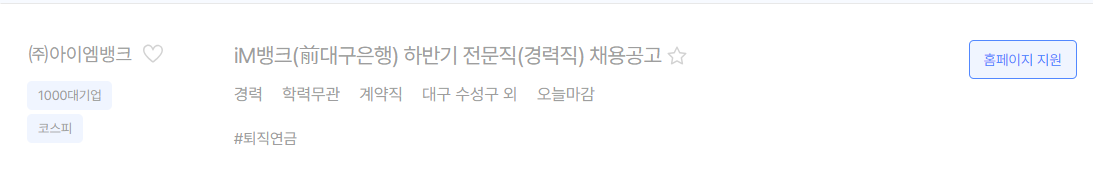 ㈜아이엠뱅크
1000대기업
코스피
iM뱅크(前대구은행) 하반기 전문직(경력직) 채용공고
경력 학력무관 계약직 대구 수성구 외 오늘마감
#퇴직연금
홈페이지 지원